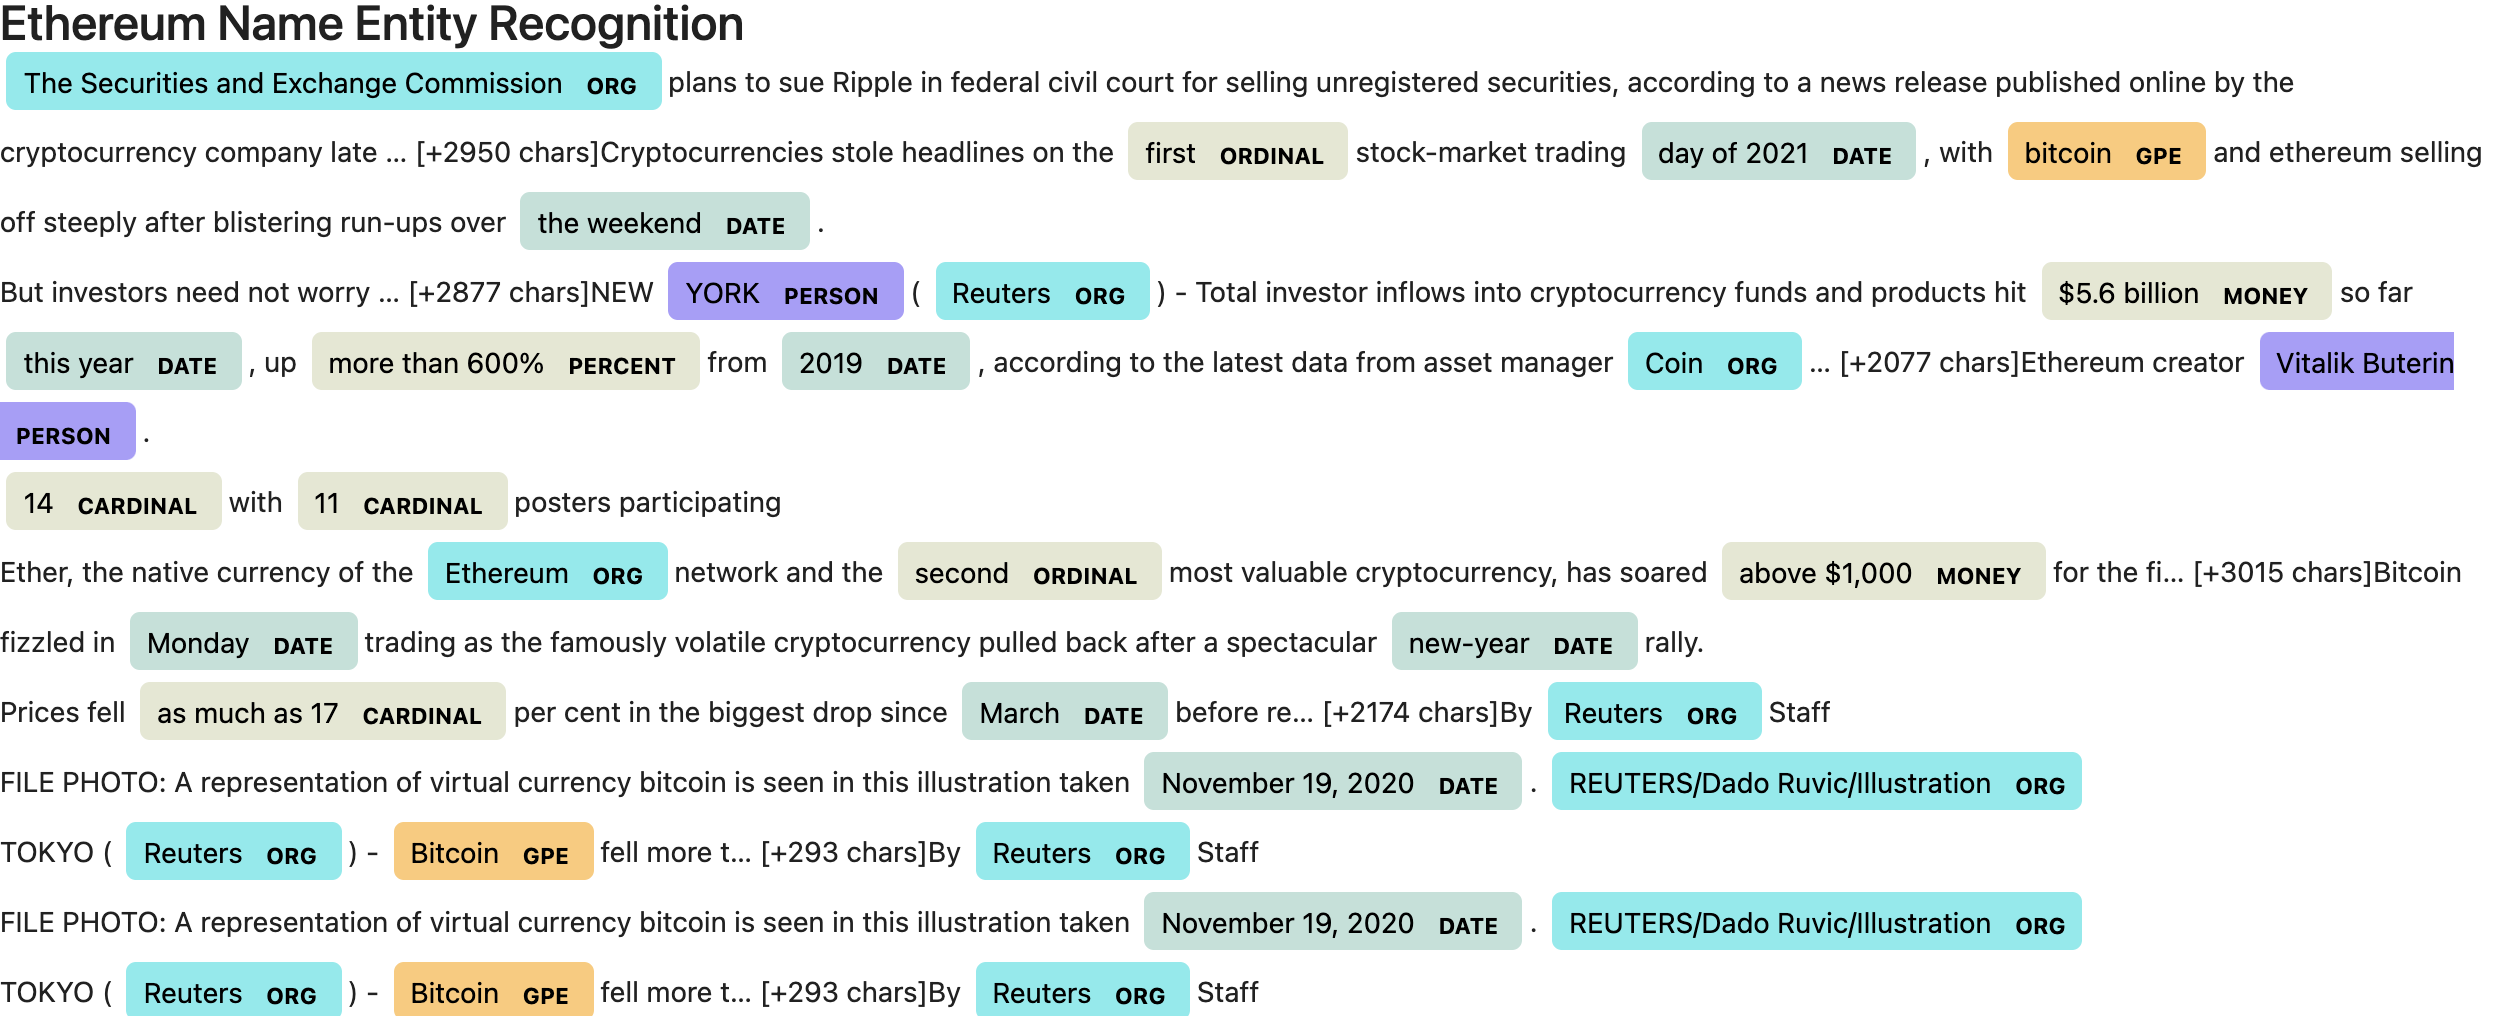 Ethereum Name Entity Recognition
The Securities and Exchange Commission ORG plans to sue Ripple in federal civil court for selling unregistered securities, according to a news release published online by the
cryptocurrency company late … [+2950 chars]Cryptocurrencies stole headlines on the first ORDINAL stock-market trading day of 2021 DATE , with bitcoin GPE and ethereum selling
off steeply after blistering run-ups over the weekend DATE .
But investors need not worry … [+2877 chars]NEW YORK PERSON ( Reuters ORG ) - Total investor inflows into cryptocurrency funds and products hit $5.6 billion MONEY so far
this year DATE , up more than 600% PERCENT from 2019 DATE , according to the latest data from asset manager Coin ORG … [+2077 chars]Ethereum creator Vitalik Buterin
PERSON .
14 CARDINAL with 11 CARDINAL posters participating
Ether, the native currency of the Ethereum ORG network and the second ORDINAL most valuable cryptocurrency, has soared above $1,000 MONEY for the fi… [+3015 chars]Bitcoin
fizzled in Monday DATE trading as the famously volatile cryptocurrency pulled back after a spectacular new-year DATE rally.
Prices fell as much as 17 CARDINAL per cent in the biggest drop since March DATE before re… [+2174 chars]By Reuters ORG Staff
FILE PHOTO: A representation of virtual currency bitcoin is seen in this illustration taken November 19, 2020 DATE . REUTERS/Dado Ruvic/Illustration ORG
TOKYO ( Reuters ORG ) - Bitcoin GPE fell more t… [+293 chars]By Reuters ORG Staff
FILE PHOTO: A representation of virtual currency bitcoin is seen in this illustration taken November 19, 2020 DATE . REUTERS/Dado Ruvic/Illustration ORG
TOKYO ( Reuters ORG ) - Bitcoin GPE fell more t… [+293 chars]By Reuters ORG Staff